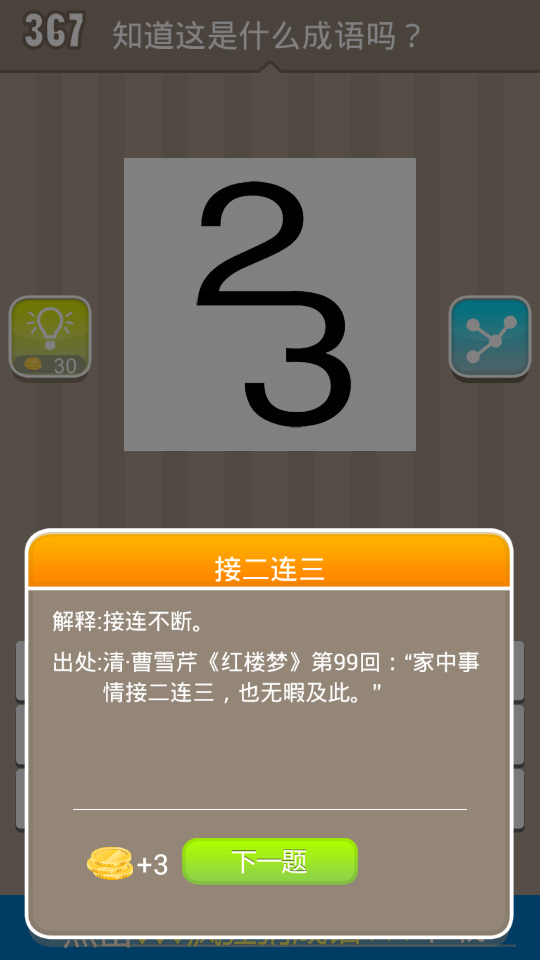 367 知道这是什么成语吗？
2
3
30
接二连三
解释:接连不断。
出处:清·曹雪芹《红楼梦》第99回：“家中事
情接二连三，也无暇及此。”
+3 下一题